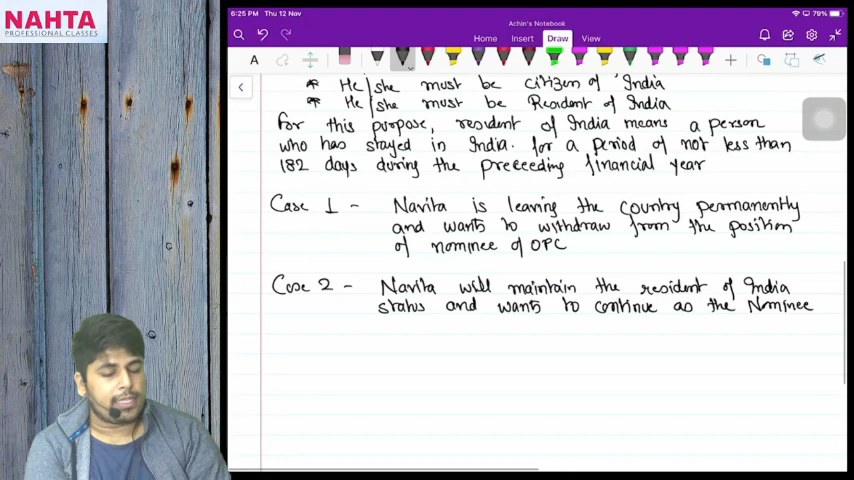 NAHTA
PROFESSIONAL CLASSES
6:25 PM Thu 12 Nov
79%
Achin's Notebook
Home Insert Draw View
A
* He/she must be citizen of India
* He/she must be Resident of India
For this purpose, resident of India means a person
who has stayed in India. for a period of not less than
182 days during the preceeding financial year
Case 1 - Navita is leaving the country permanently
and wants to withdraw from the position
of nominee of OPC
Case 2 - Navita will maintain the resident of India
status and wants to continue as the Nominee